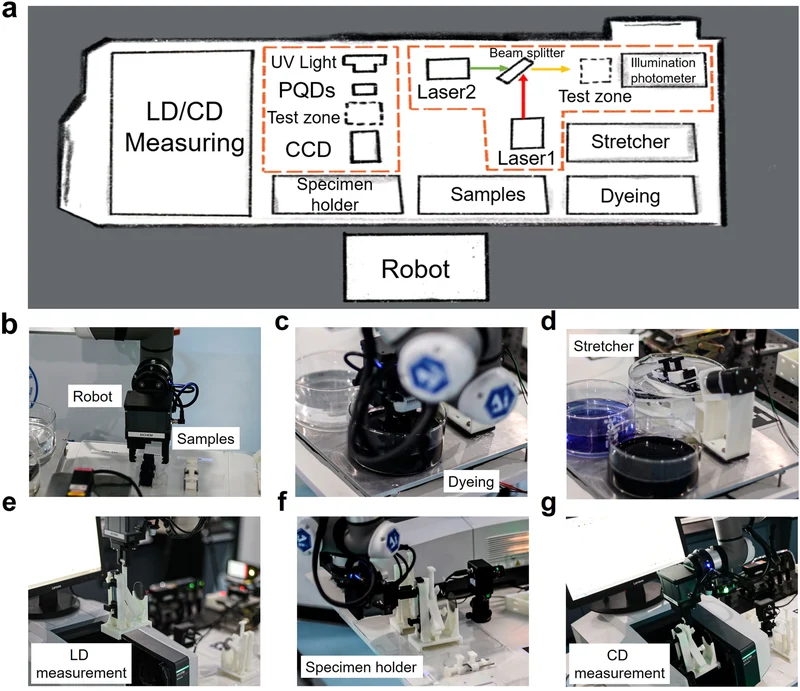 a
LD/CD
Measuring
UV Light
PQDs
Test zone
CCD
Beam splitter
Laser2
Laser1
Test zone
Illumination
photometer
Stretcher
Specimen
holder
Samples
Dyeing
Robot
b
Robot
Samples
c
Dyeing
d
Stretcher
e
LD
measurement
f
Specimen holder
g
CD
measurement